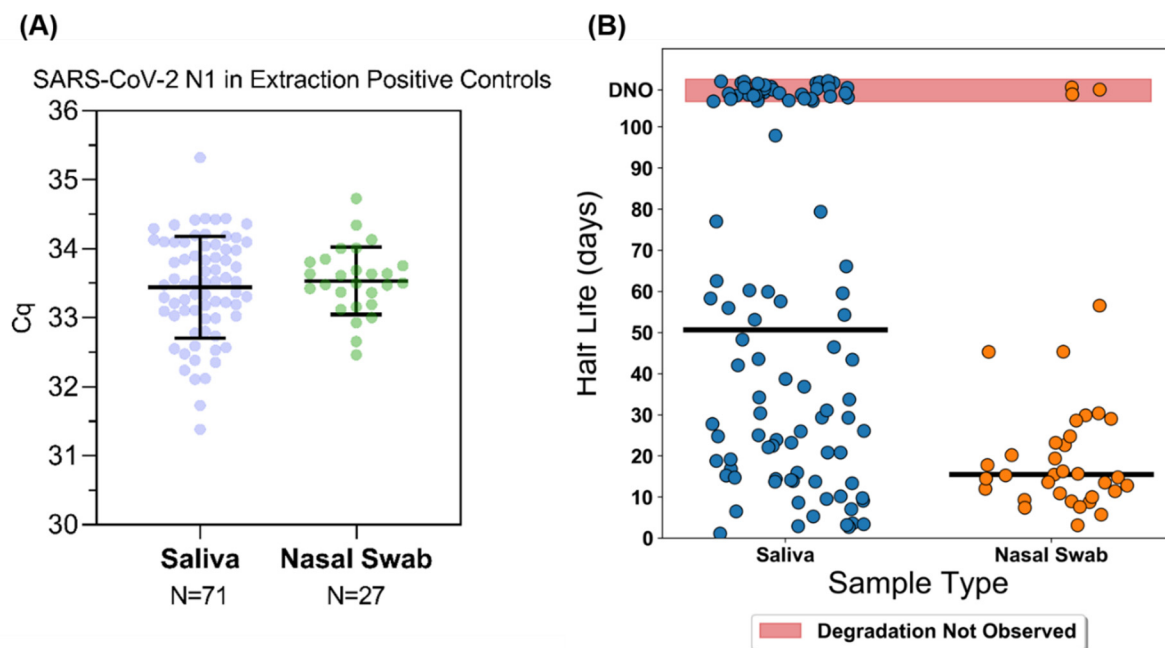 (A)
SARS-CoV-2 N1 in Extraction Positive Controls
36
35
34
33
32
31
30
Cq
Saliva Nasal Swab
N=71 N=27
(B)
DNO
100
90
80
70
60
50
40
30
20
10
0
Half Life (days)
Saliva Nasal Swab
Sample Type
Degradation Not Observed